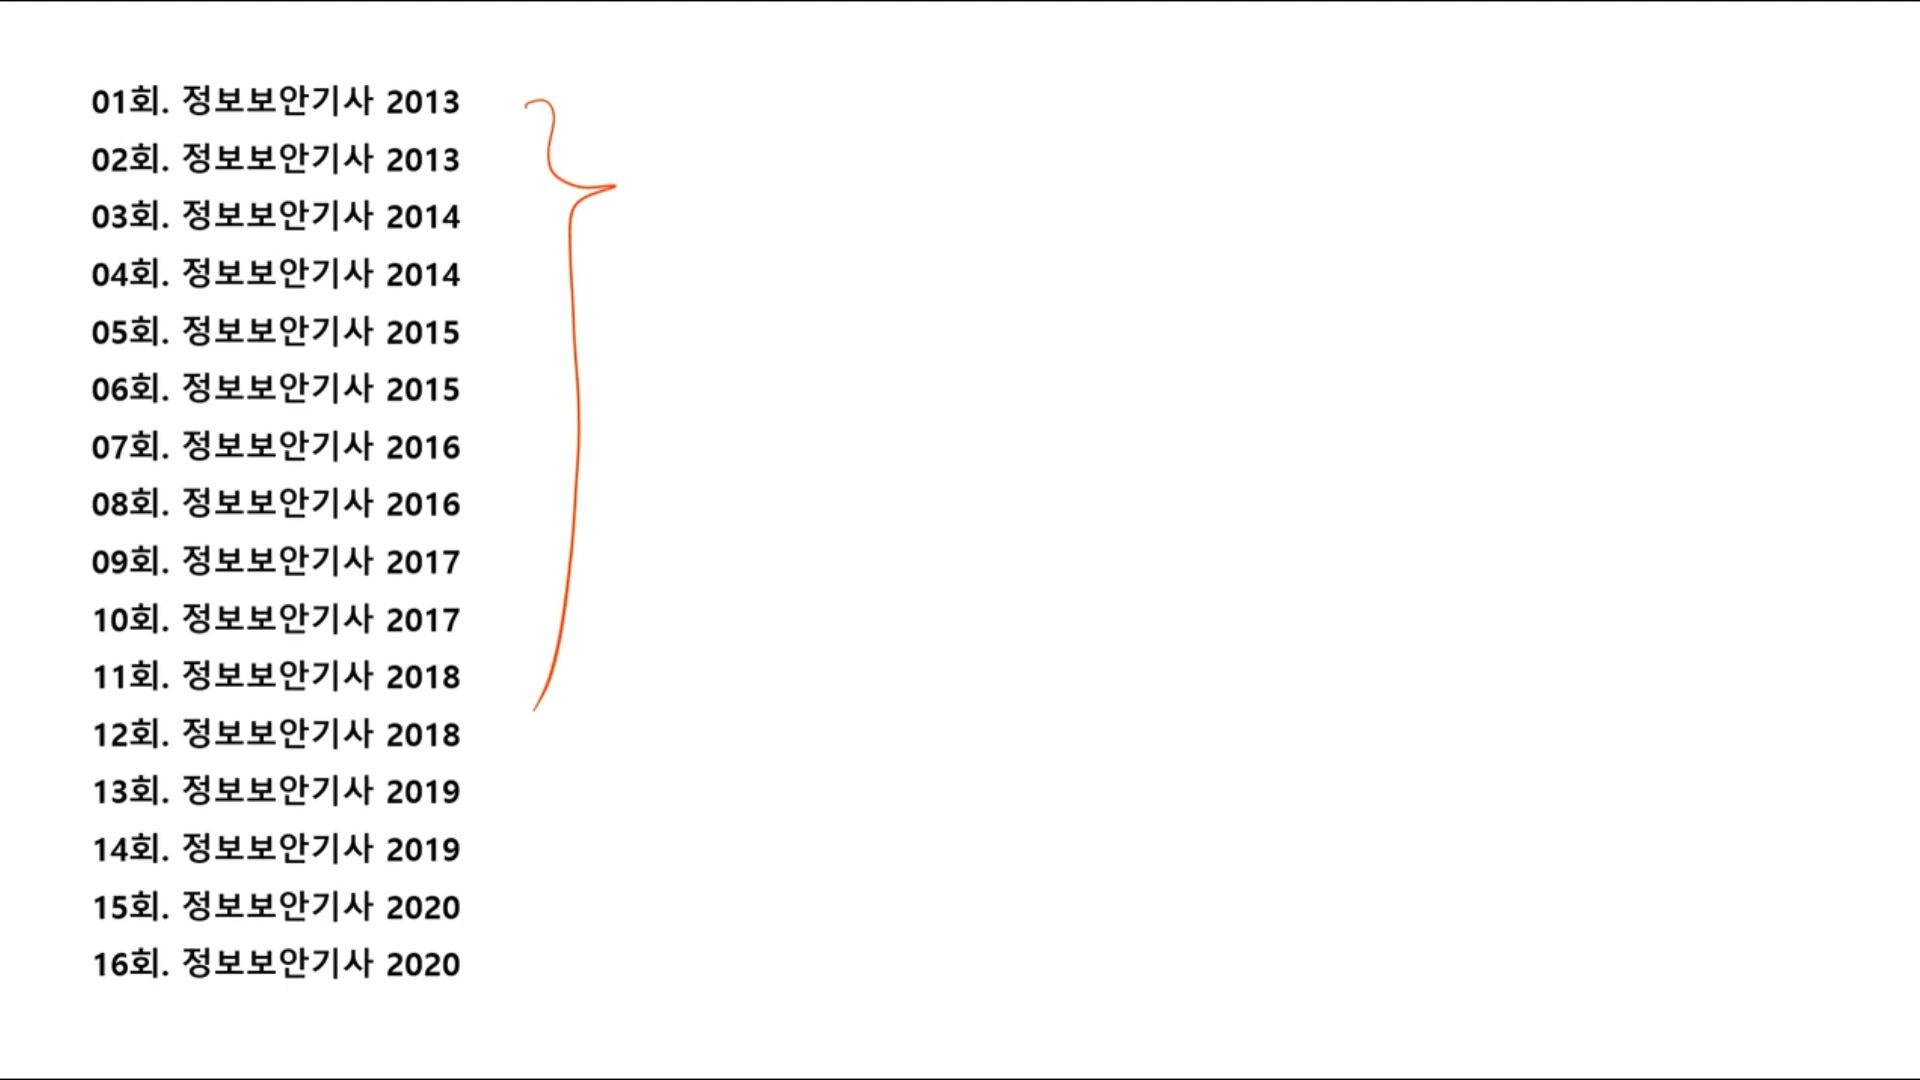 01회. 정보보안기사 2013
02회. 정보보안기사 2013
03회. 정보보안기사 2014
04회. 정보보안기사 2014
05회. 정보보안기사 2015
06회. 정보보안기사 2015
07회. 정보보안기사 2016
08회. 정보보안기사 2016
09회. 정보보안기사 2017
10회. 정보보안기사 2017
11회. 정보보안기사 2018
12회. 정보보안기사 2018
13회. 정보보안기사 2019
14회. 정보보안기사 2019
15회. 정보보안기사 2020
16회. 정보보안기사 2020